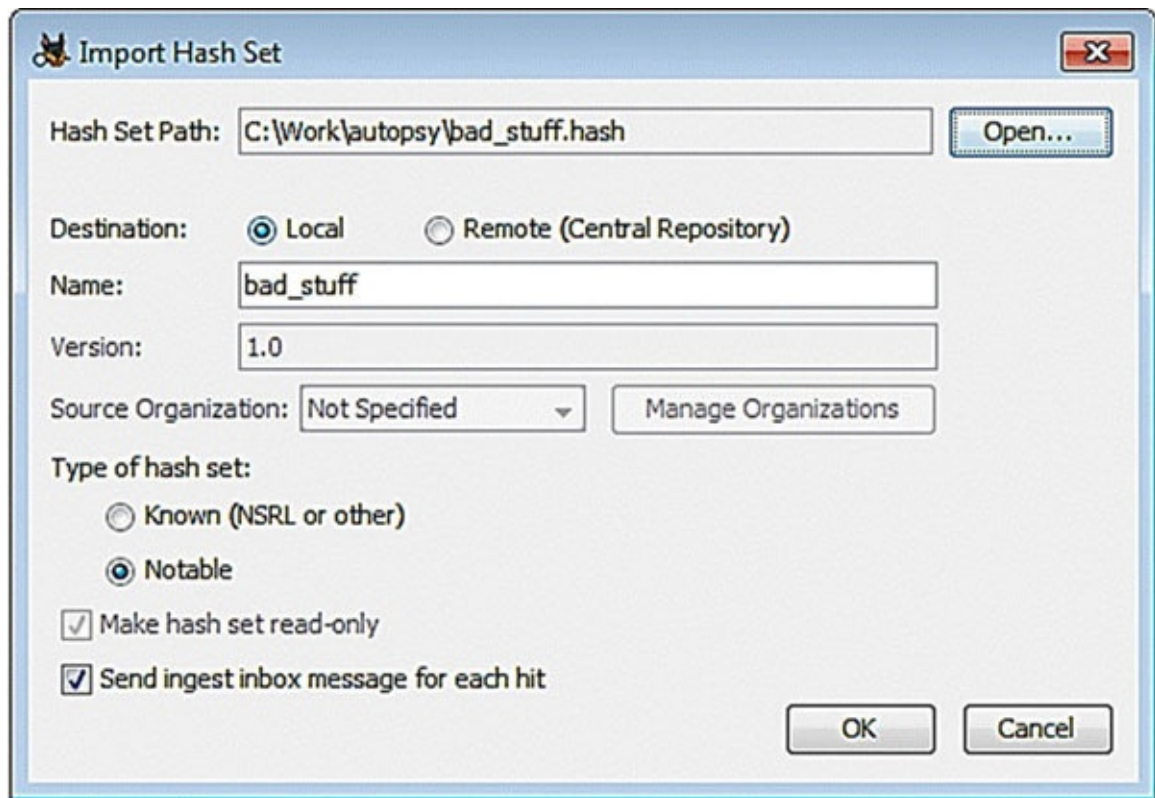 Import Hash Set
Hash Set Path: C:\Work\autopsy\bad_stuff.hash Open...
Destination: Local Remote (Central Repository)
Name: bad_stuff
Version: 1.0
Source Organization: Not Specified Manage Organizations
Type of hash set:
Known (NSRL or other)
Notable
Make hash set read-only
Send ingest inbox message for each hit
OK Cancel